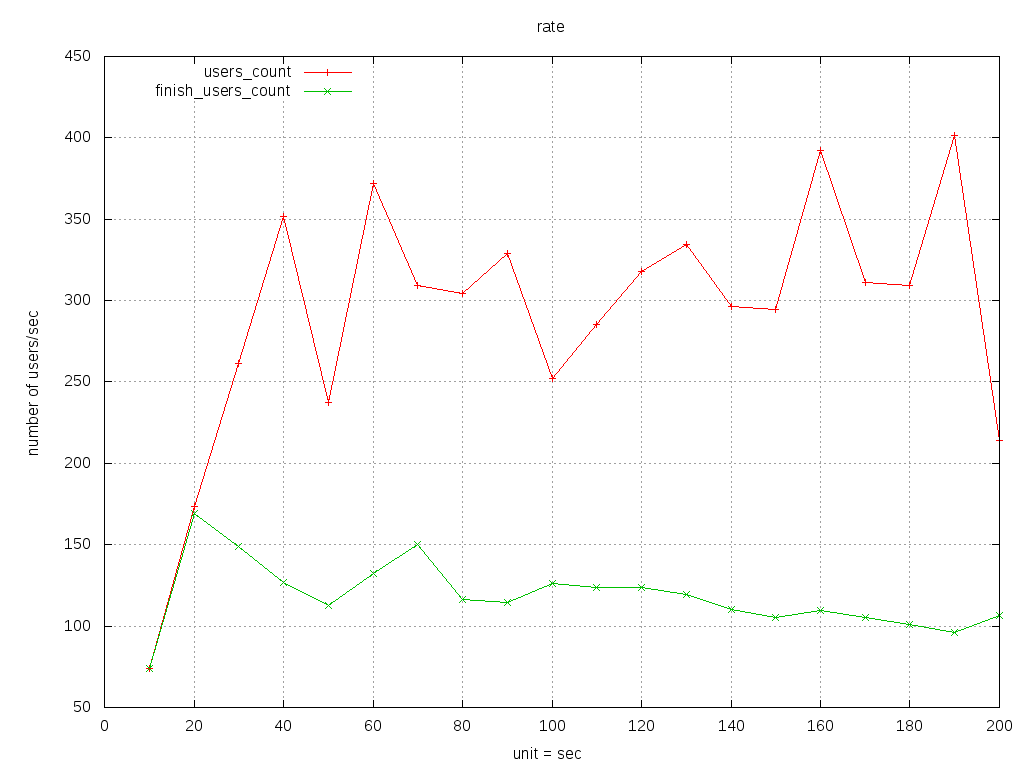 rate
450
users_count
finish_users_count
400
350
300
250
200
150
100
50
number of users/sec
0 20 40 60 80 100 120 140 160 180 200
unit = sec